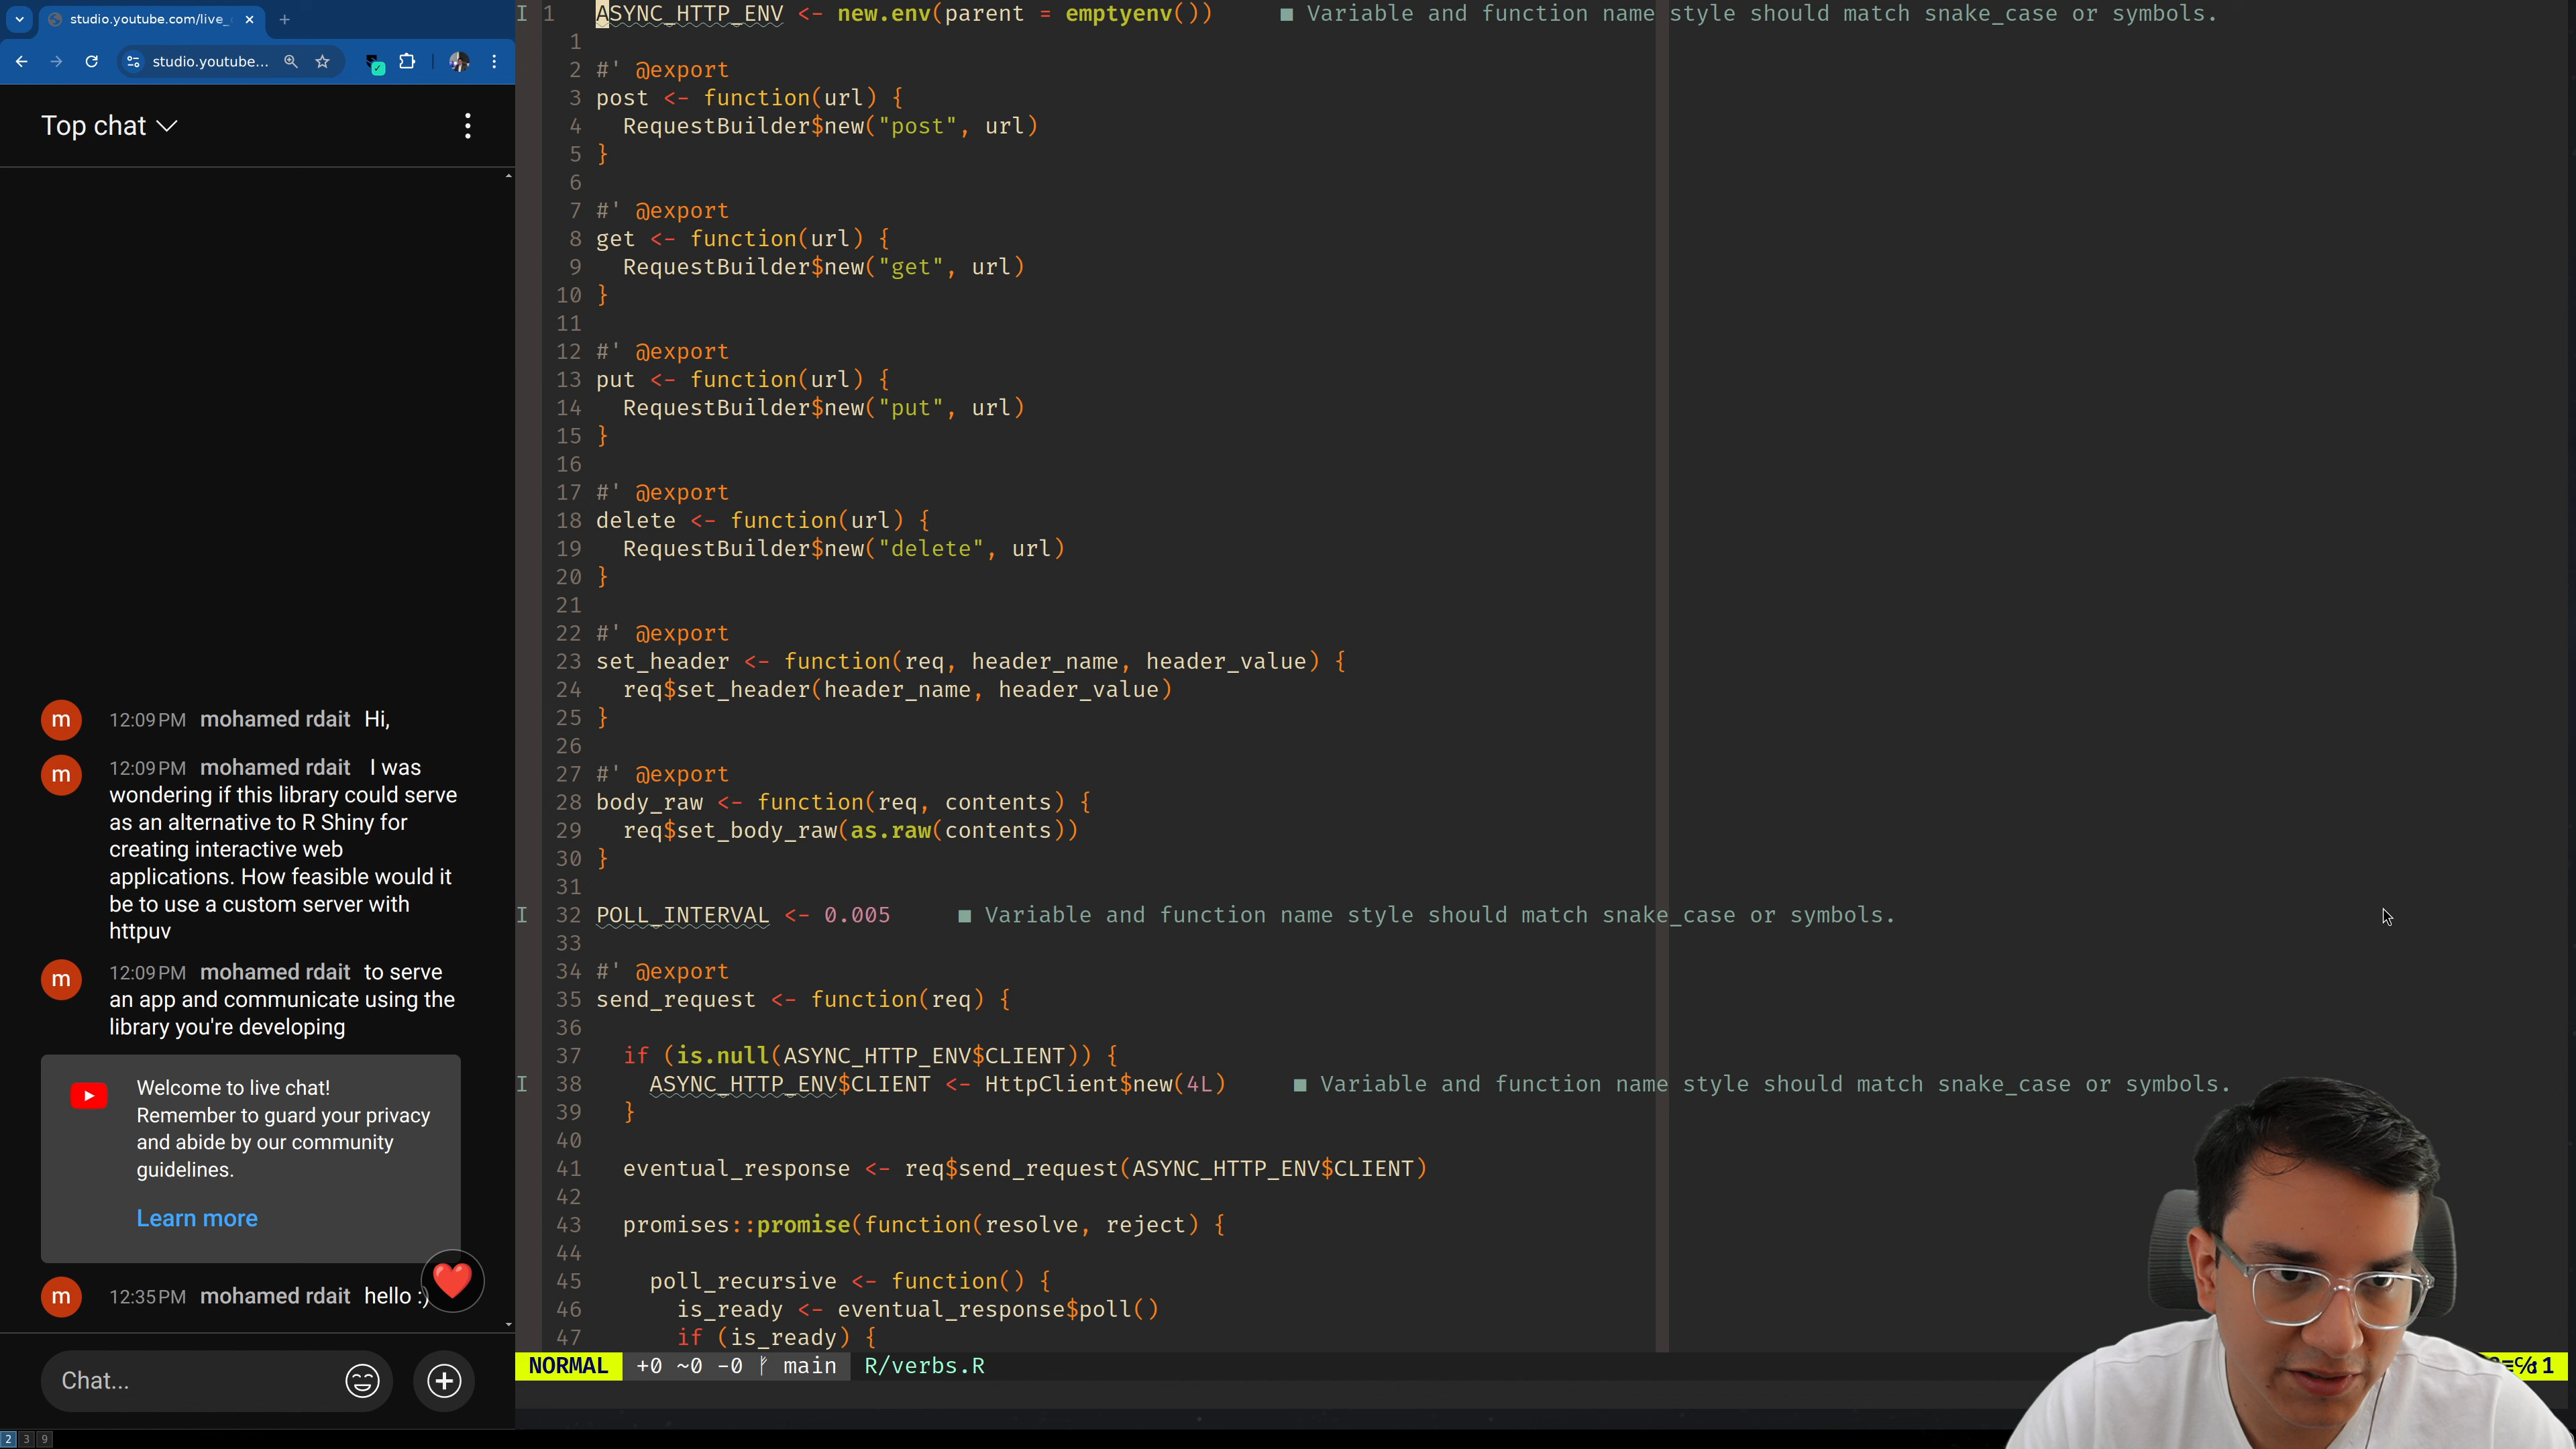 studio.youtube.com/live_
studio.youtube...
Top chat
m 12:09 PM mohamed rdait Hi,
m 12:09 PM mohamed rdait I was
wondering if this library could serve
as an alternative to R Shiny for
creating interactive web
applications. How feasible would it
be to use a custom server with
httpuv
m 12:09 PM mohamed rdait to serve
an app and communicate using the
library you're developing
Welcome to live chat!
Remember to guard your privacy
and abide by our community
guidelines.
Learn more
m 12:35 PM mohamed rdait hello :)
Chat...
2 3 9
I 1 ASYNC_HTTP_ENV <- new.env(parent = emptyenv()) ■ Variable and function name style should match snake_case or symbols.
1
2 #' @export
3 post <- function(url) {
4 RequestBuilder$new("post", url)
5 }
6
7 #' @export
8 get <- function(url) {
9 RequestBuilder$new("get", url)
10 }
11
12 #' @export
13 put <- function(url) {
14 RequestBuilder$new("put", url)
15 }
16
17 #' @export
18 delete <- function(url) {
19 RequestBuilder$new("delete", url)
20 }
21
22 #' @export
23 set_header <- function(req, header_name, header_value) {
24 req$set_header(header_name, header_value)
25 }
26
27 #' @export
28 body_raw <- function(req, contents) {
29 req$set_body_raw(as.raw(contents))
30 }
31
I 32 POLL_INTERVAL <- 0.005 ■ Variable and function name style should match snake_case or symbols.
33
34 #' @export
35 send_request <- function(req) {
36
37 if (is.null(ASYNC_HTTP_ENV$CLIENT)) {
I 38 ASYNC_HTTP_ENV$CLIENT <- HttpClient$new(4L) ■ Variable and function name style should match snake_case or symbols.
39 }
40
41 eventual_response <- req$send_request(ASYNC_HTTP_ENV$CLIENT)
42
43 promises::promise(function(resolve, reject) {
44
45 poll_recursive <- function() {
46 is_ready <- eventual_response$poll()
47 if (is_ready) {
NORMAL +0 ~0 -0 main R/verbs.R